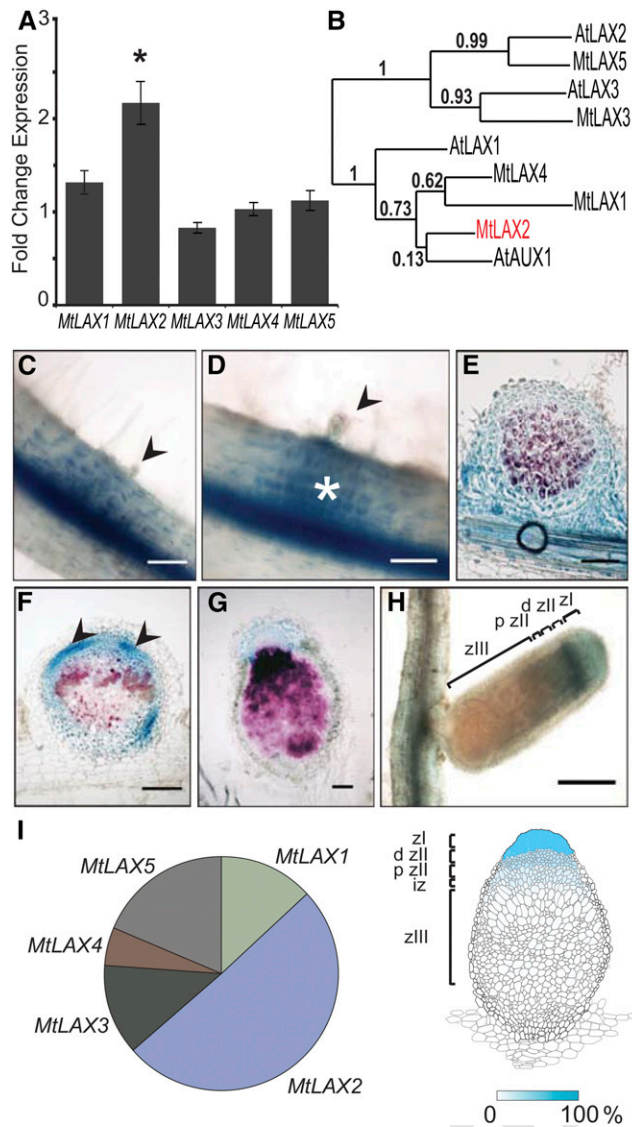 A
Fold Change Expression
3
2
1
0
*
MtLAX1 MtLAX2 MtLAX3 MtLAX4 MtLAX5
B
AtLAX2
0.99
MtLAX5
1
AtLAX3
0.93
MtLAX3
AtLAX1
1
0.62
MtLAX4
MtLAX1
0.73
MtLAX2
0.13
AtAUX1
C
D
*
E
F
G
H
zIII
p zII
d zII
zI
I
MtLAX5
MtLAX1
MtLAX4
MtLAX3
MtLAX2
zI
d zII
p zII
iz
zIII
0 100 %